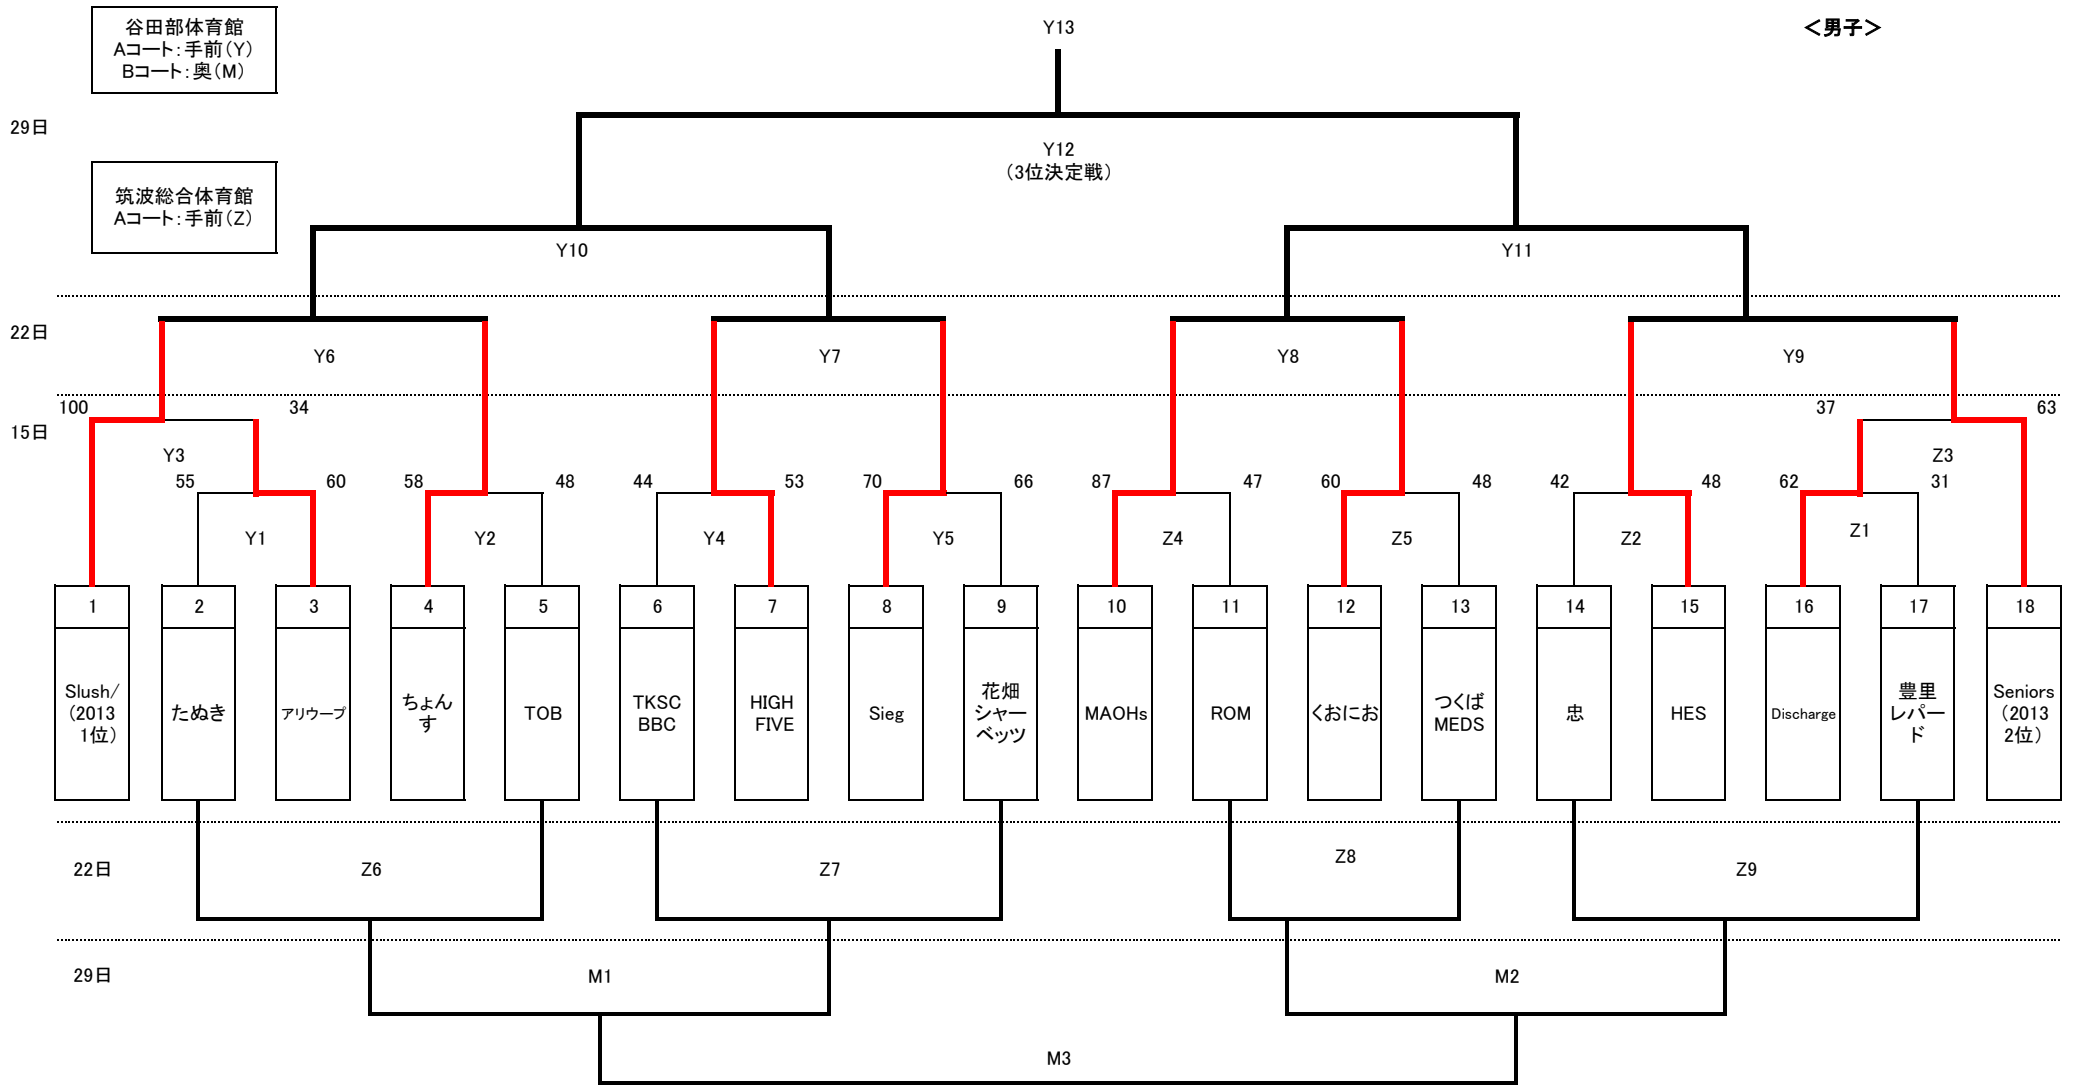 谷田部体育館
Aコート：手前（Y）
Bコート：奥（M）
Y13
＜男子＞
29日
Y12
（3位決定戦）
筑波総合体育館
Aコート：手前（Z）
Y10
Y11
22日
Y6
Y7
Y8
Y9
100
34
37
63
15日
Y3
Z3
55
60
58
48
44
53
70
66
87
47
60
48
42
48
62
31
Y1
Y2
Y4
Y5
Z4
Z5
Z2
Z1
1
2
3
4
5
6
7
8
9
10
11
12
13
14
15
16
17
18
Slush/
（2013
1位）
たぬき
アリウープ
ちょん
す
TOB
TKSC
BBC
HIGH
FIVE
Sieg
花畑
シャー
ベッツ
MAOHs
ROM
くおにお
つくば
MEDS
忠
HES
Discharge
豊里
レパー
ド
Seniors
（2013
2位）
22日
Z6
Z7
Z8
Z9
29日
M1
M2
M3